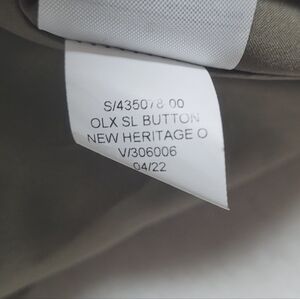 S/435078 00
OLX SL BUTTON
NEW HERITAGE O
V/306006
04/22